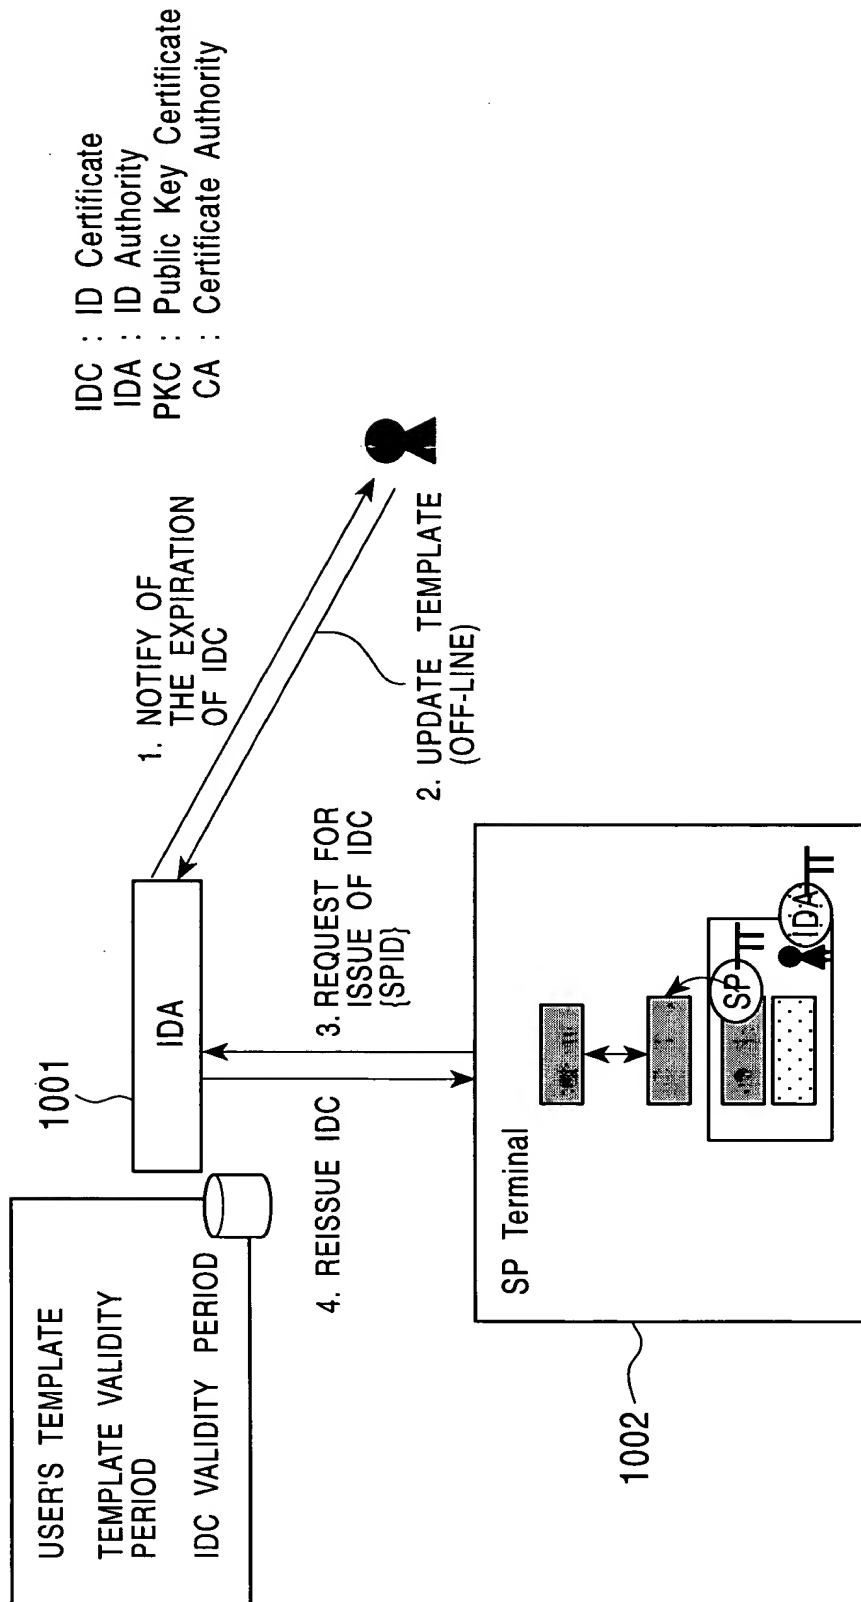 USER'S TEMPLATE
TEMPLATE VALIDITY
PERIOD
IDC VALIDITY PERIOD
1001
IDA
1. NOTIFY OF
THE EXPIRATION
OF IDC
IDC : ID Certificate
IDA : ID Authority
PKC : Public Key Certificate
CA : Certificate Authority
2. UPDATE TEMPLATE
(OFF-LINE)
3. REQUEST FOR
ISSUE OF IDC
{SPID}
4. REISSUE IDC
SP Terminal
SP
IDA
1002